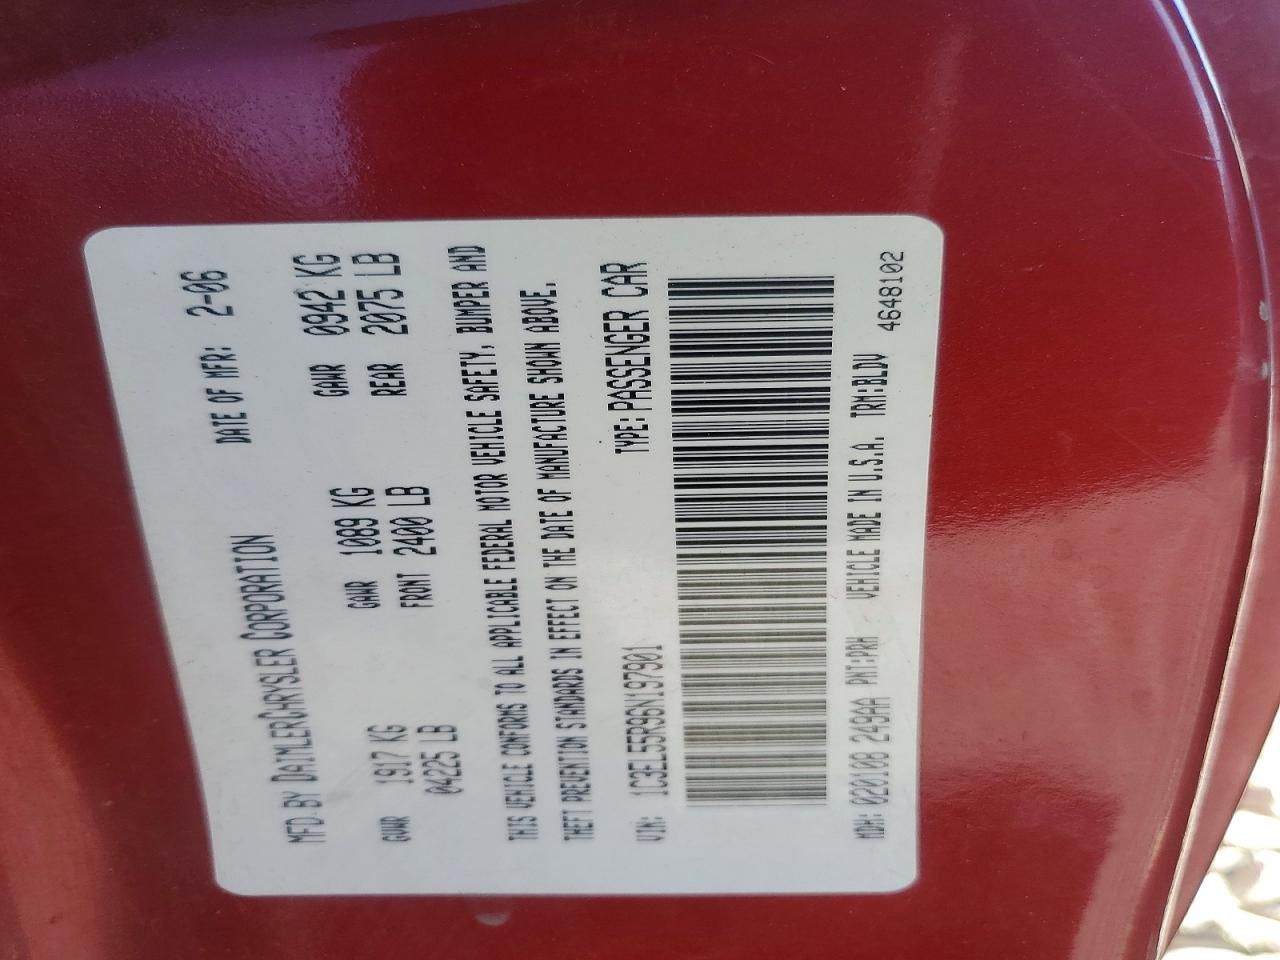 MFD BY DAIMLERCHRYSLER CORPORATION DATE OF MFR: 2-06
GVWR 1917 KG GAWR 1089 KG GAWR 0942 KG
04225 LB FRONT 2400 LB REAR 2075 LB
THIS VEHICLE CONFORMS TO ALL APPLICABLE FEDERAL MOTOR VEHICLE SAFETY, BUMPER AND
THEFT PREVENTION STANDARDS IN EFFECT ON THE DATE OF MANUFACTURE SHOWN ABOVE.
VIN: 1C3EL55R96N197901 TYPE: PASSENGER CAR
MDH: 020108 249AA PNT:PRH VEHICLE MADE IN U.S.A. TRM:BLDV
4648102